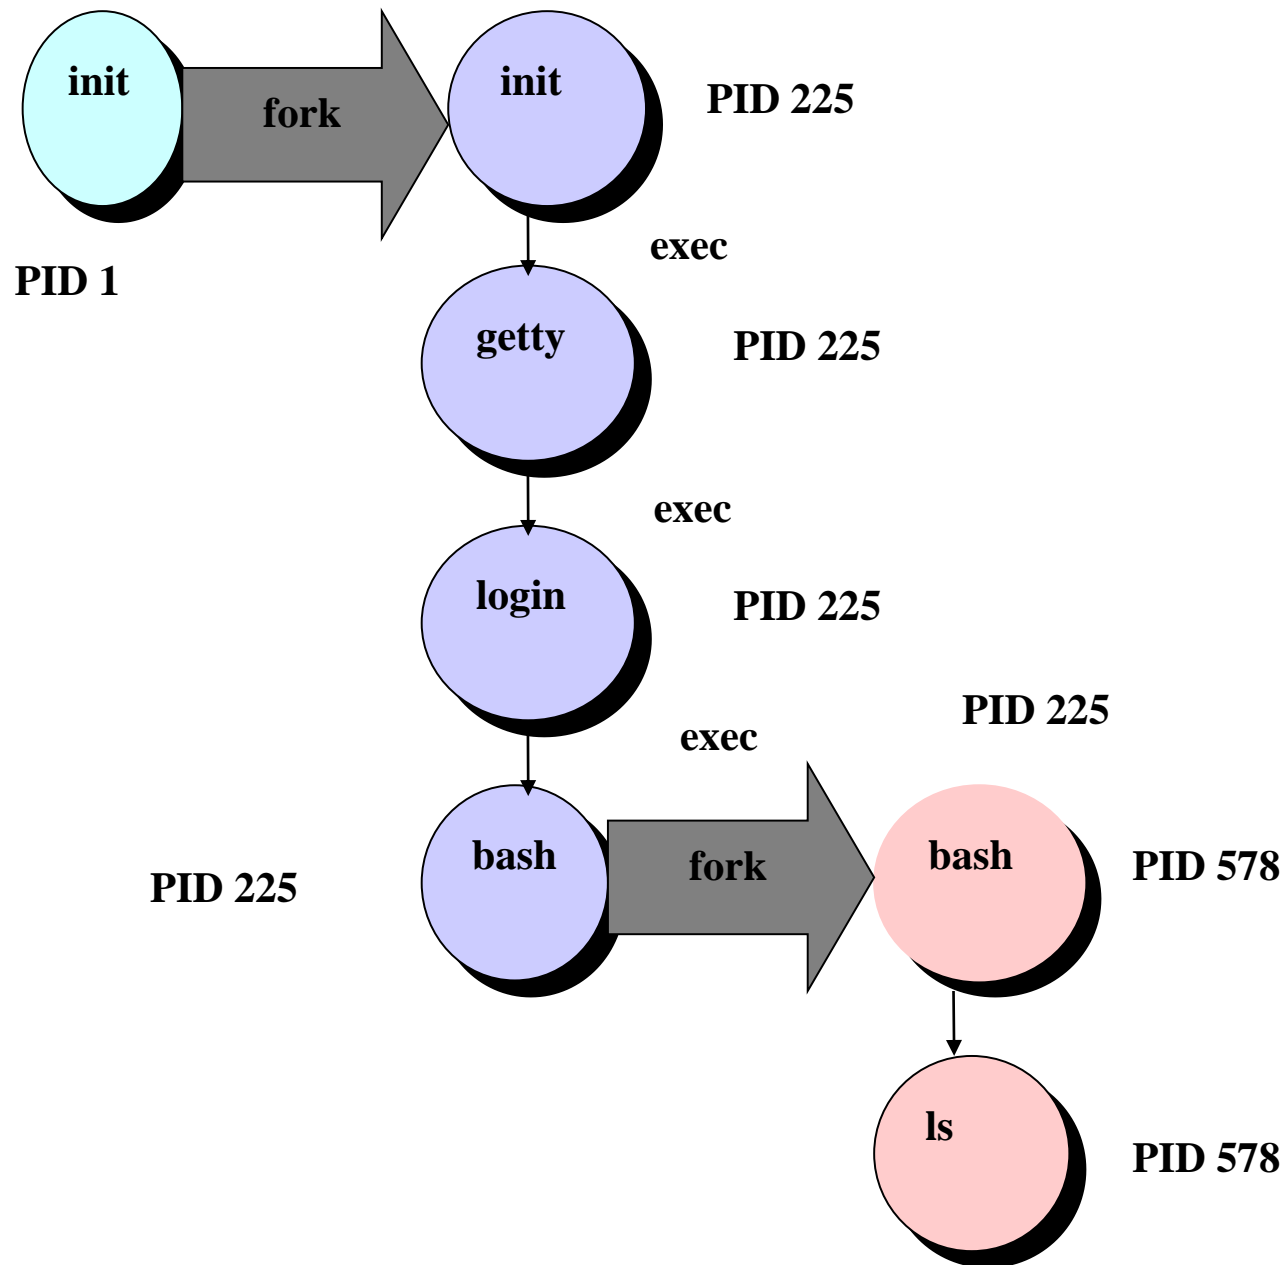 init
fork
init
PID 225
exec
PID 1
getty
PID 225
exec
login
PID 225
PID 225
exec
bash
fork
bash
PID 578
PID 225
ls
PID 578